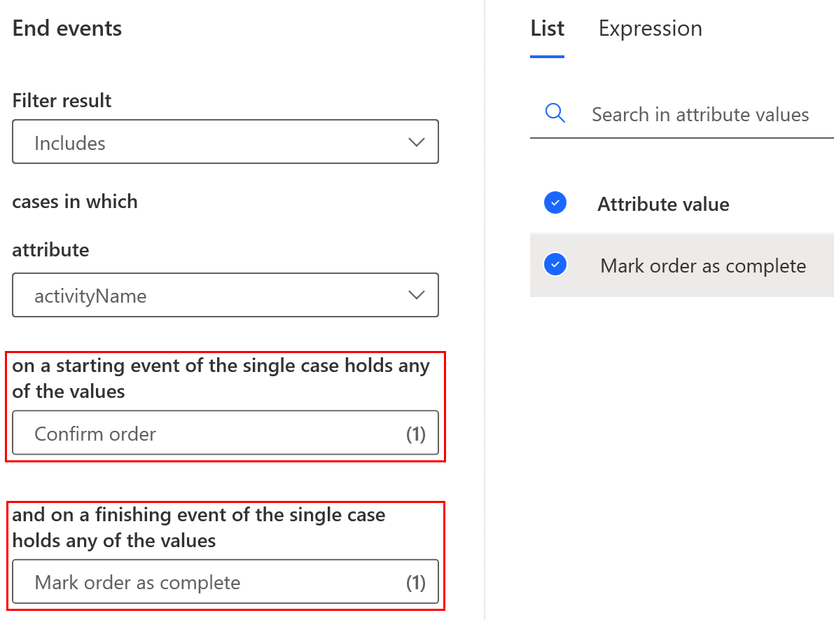 End events
Filter result
Includes
cases in which
attribute
activityName
on a starting event of the single case holds any
of the values
Confirm order (1)
and on a finishing event of the single case
holds any of the values
Mark order as complete (1)
List Expression
Search in attribute values
Attribute value
Mark order as complete